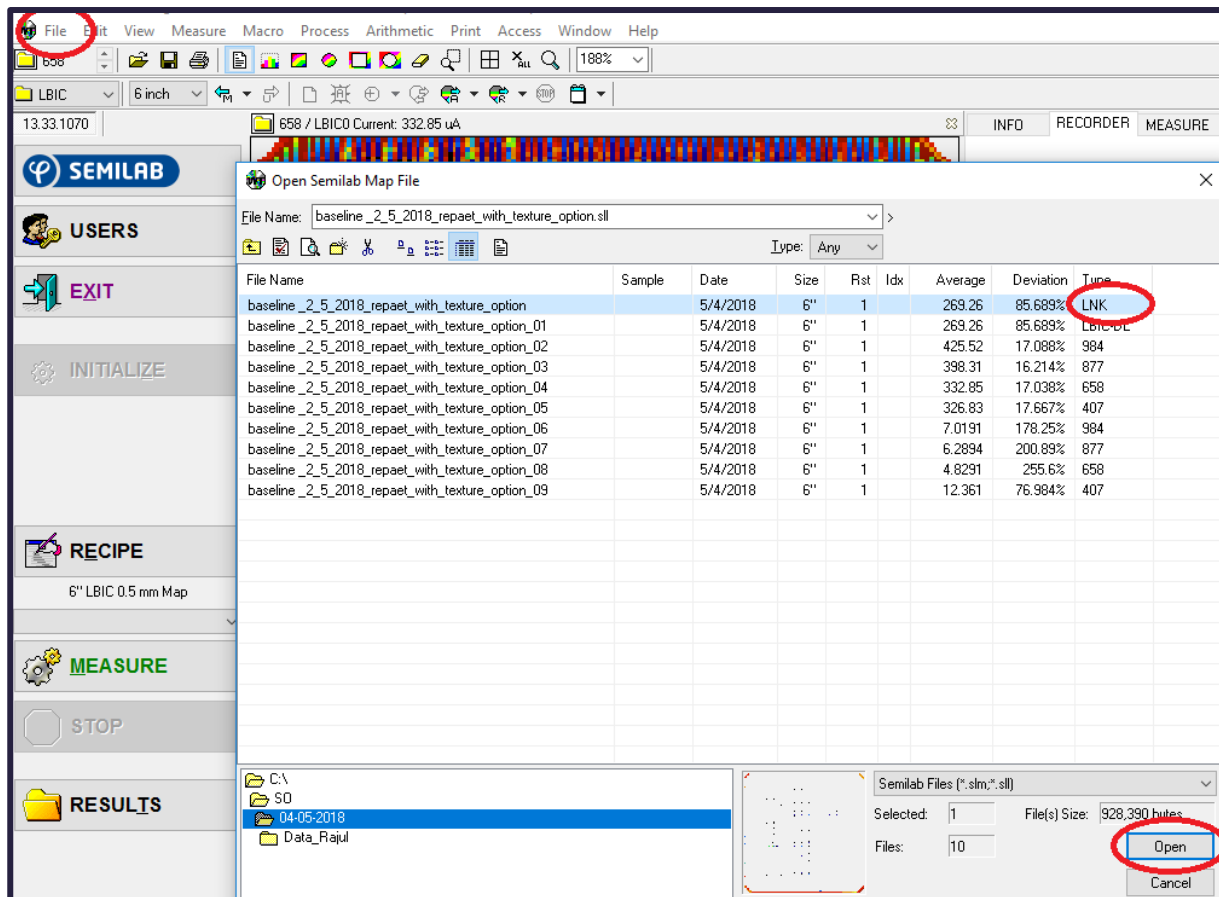 File Edit View Measure Macro Process Arithmetic Print Access Window Help
658 188%
LBIC 6 inch
13.33.1070 658 / LBIC0 Current: 332.85 uA INFO RECORDER MEASURE
SEMILAB
USERS
EXIT
INITIALIZE
RECIPE
6'' LBIC 0.5 mm Map
MEASURE
STOP
RESULTS
Open Semilab Map File
File Name: baseline _2_5_2018_repaet_with_texture_option.sll >
Type: Any
File Name Sample Date Size Rst Idx Average Deviation Type
baseline _2_5_2018_repaet_with_texture_option 5/4/2018 6'' 1 269.26 85.689% LNK
baseline _2_5_2018_repaet_with_texture_option_01 5/4/2018 6'' 1 269.26 85.689% LBIC-DL
baseline _2_5_2018_repaet_with_texture_option_02 5/4/2018 6'' 1 425.52 17.088% 984
baseline _2_5_2018_repaet_with_texture_option_03 5/4/2018 6'' 1 398.31 16.214% 877
baseline _2_5_2018_repaet_with_texture_option_04 5/4/2018 6'' 1 332.85 17.038% 658
baseline _2_5_2018_repaet_with_texture_option_05 5/4/2018 6'' 1 326.83 17.667% 407
baseline _2_5_2018_repaet_with_texture_option_06 5/4/2018 6'' 1 7.0191 178.25% 984
baseline _2_5_2018_repaet_with_texture_option_07 5/4/2018 6'' 1 6.2894 200.89% 877
baseline _2_5_2018_repaet_with_texture_option_08 5/4/2018 6'' 1 4.8291 255.6% 658
baseline _2_5_2018_repaet_with_texture_option_09 5/4/2018 6'' 1 12.361 76.984% 407
C:\
SO
04-05-2018
Data_Rajul
Semilab Files (*.slm;*.sll)
Selected: 1 File(s) Size: 928,390 bytes
Files: 10 Open
Cancel